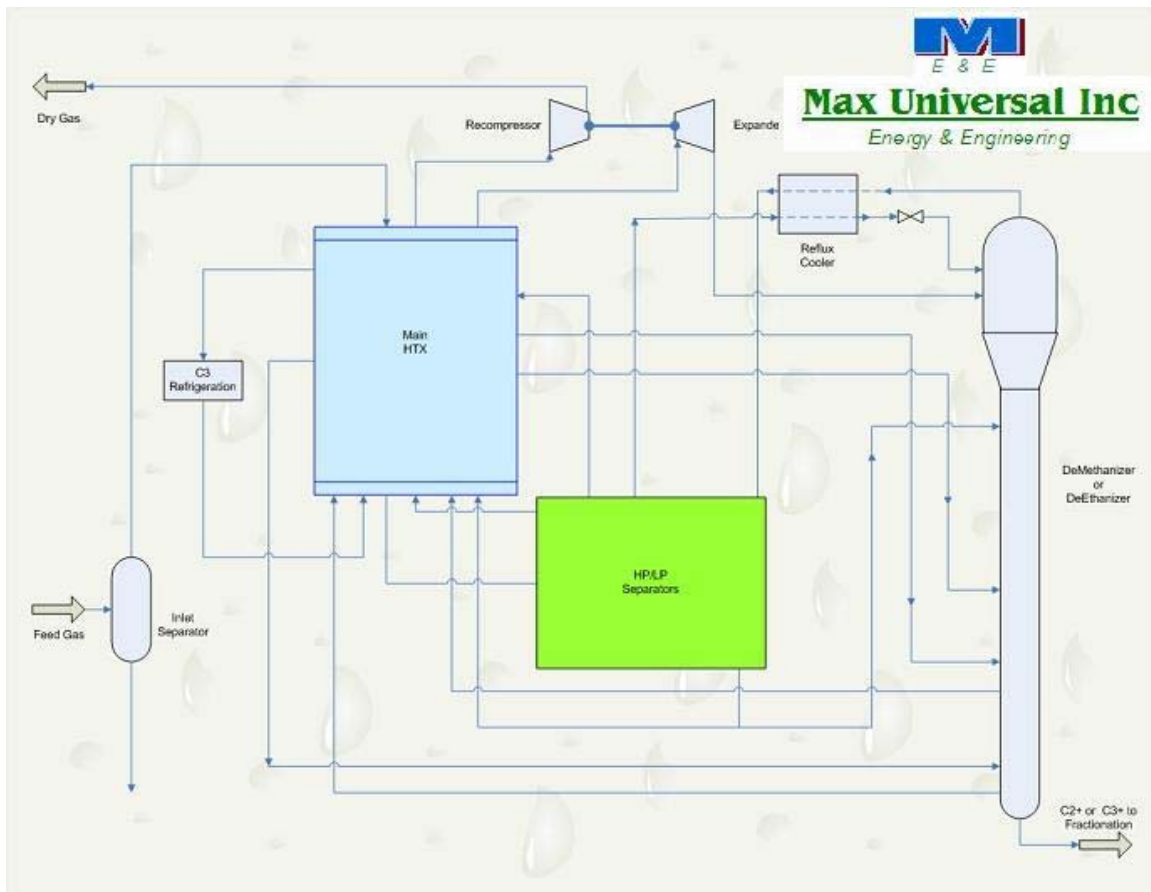 M
E & E
Max Universal Inc
Energy & Engineering
Dry Gas
Recompressor
Expande
Reflux
Cooler
Main
HTX
C3
Refrigeration
DeMethanizer
or
DeEthanizer
HP/LP
Separators
Feed Gas
Inlet
Separator
C2+ or C3+ to
Fractionation